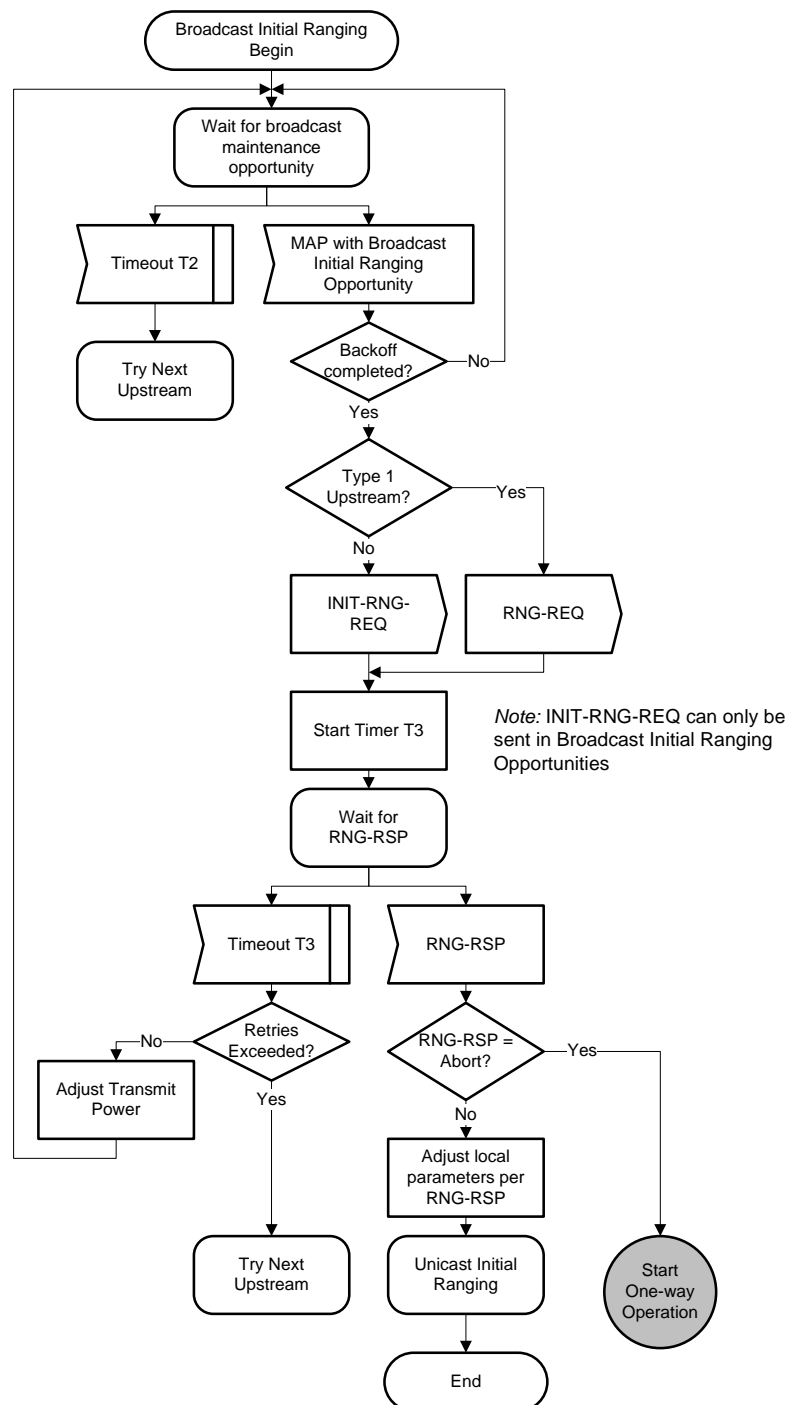 Broadcast Initial Ranging
Begin
Wait for broadcast
maintenance
opportunity
Timeout T2
MAP with Broadcast
Initial Ranging
Opportunity
Try Next
Upstream
Backoff
completed?
No
Yes
Type 1
Upstream?
Yes
No
INIT-RNG-
REQ
RNG-REQ
Start Timer T3
Note: INIT-RNG-REQ can only be
sent in Broadcast Initial Ranging
Opportunities
Wait for
RNG-RSP
Timeout T3
RNG-RSP
No
Retries
Exceeded?
RNG-RSP =
Abort?
Yes
Adjust Transmit
Power
Yes
No
Adjust local
parameters per
RNG-RSP
Try Next
Upstream
Unicast Initial
Ranging
Start
One-way
Operation
End